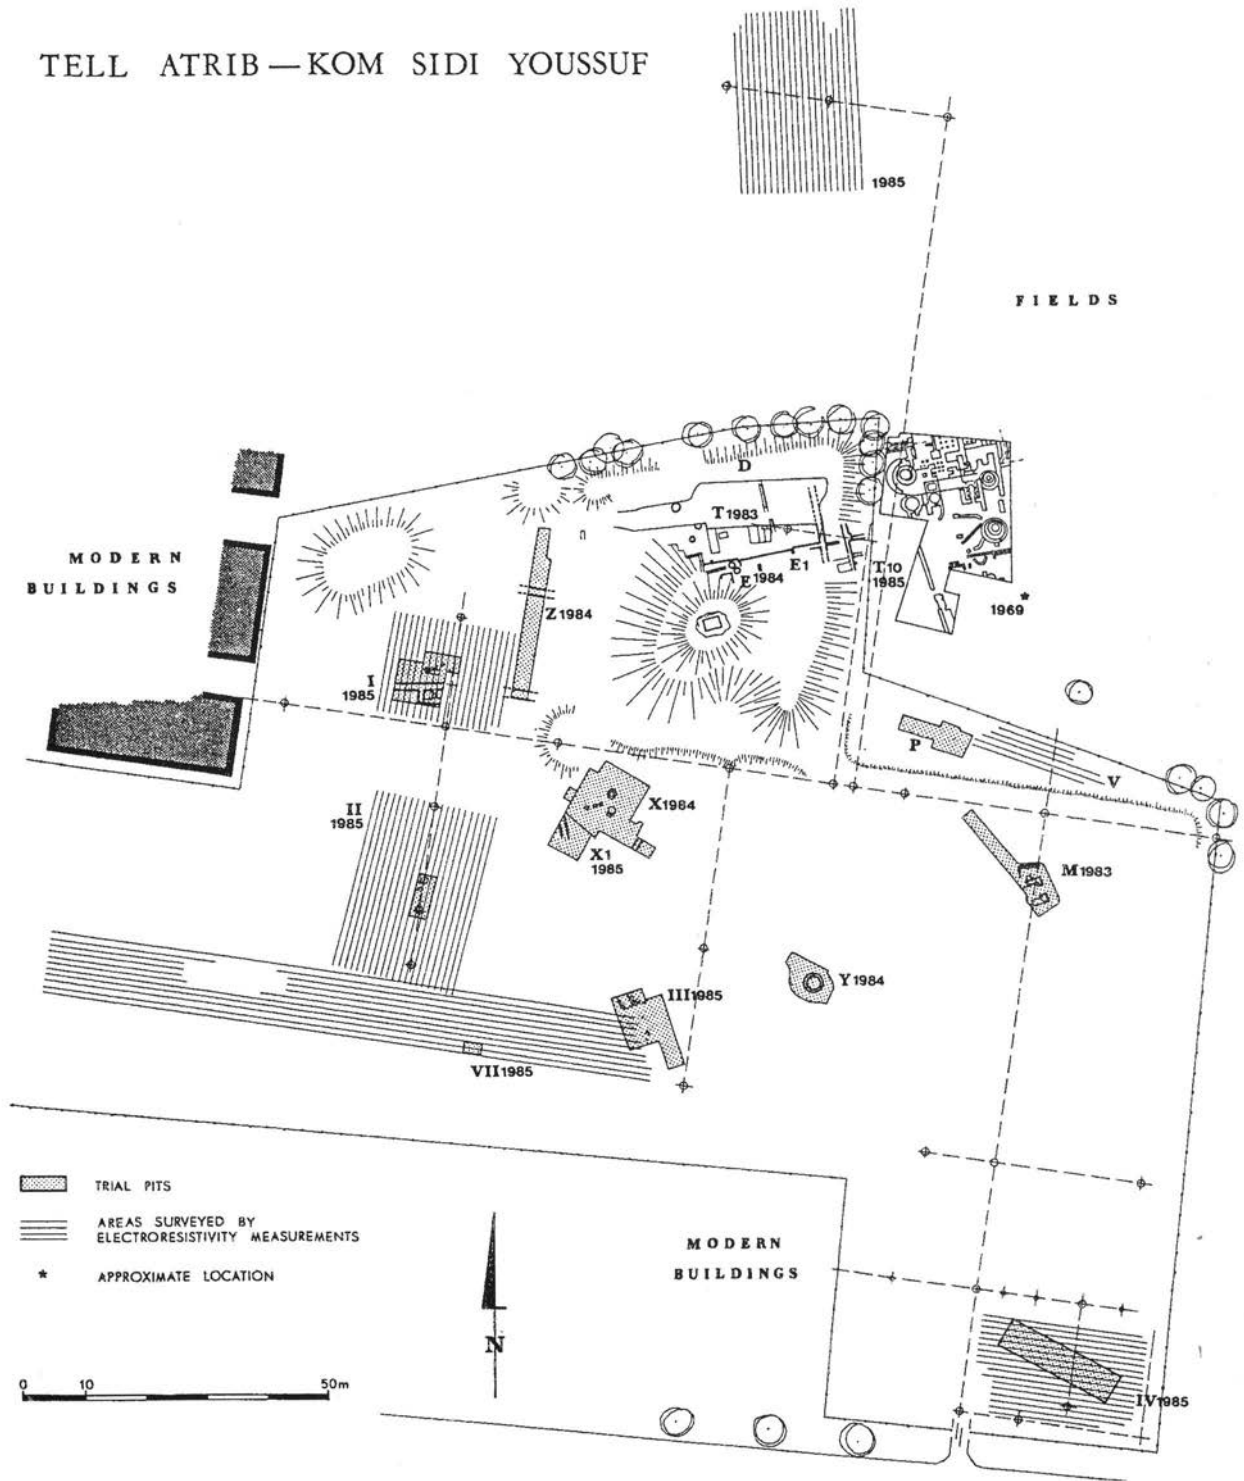 TELL ATRIB — KOM SIDI YOUSSUF
1985
FIELDS
D
T1983
MODERN
BUILDINGS
E1984
E1
T10
1985
1969 *
Z1984
I
1985
P
V
II
1985
X1984
X1
1985
M1983
Y1984
III1985
VII1985
TRIAL PITS
AREAS SURVEYED BY
ELECTRORESISTIVITY MEASUREMENTS
* APPROXIMATE LOCATION
MODERN
BUILDINGS
N
0 10 50m
IV1985